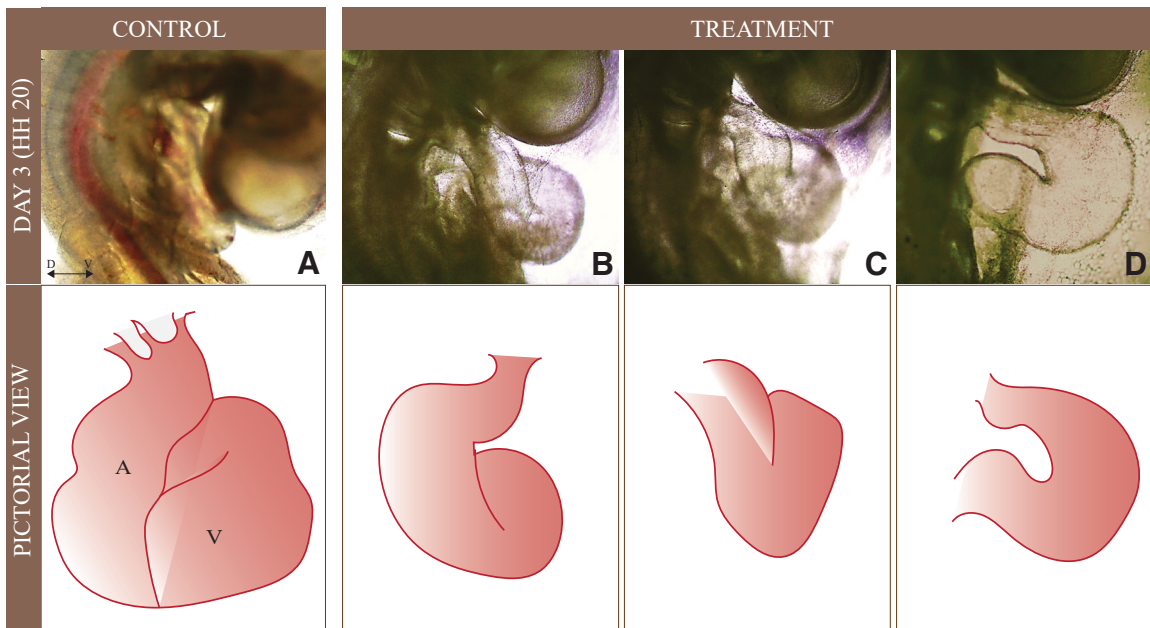 CONTROL
TREATMENT
DAY 3 (HH 20)
D V
A
B
C
D
PICTORIAL VIEW
A
V